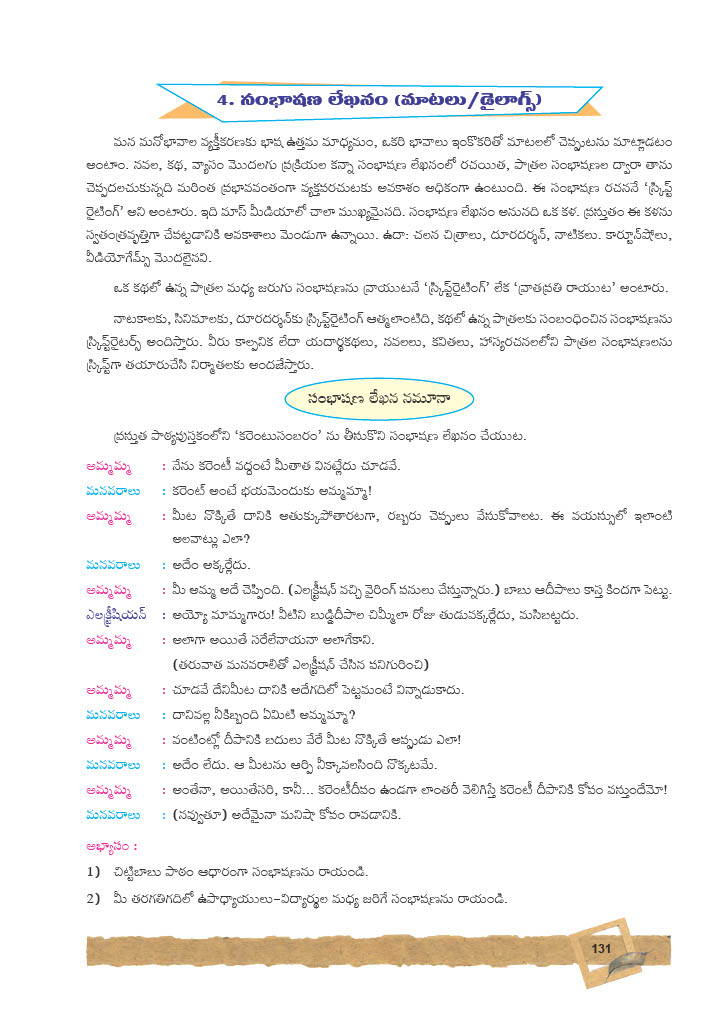 4. సంభాషణ లేఖనం (మాటలు/డైలాగ్స్)
మన మనోభావాల వ్యక్తీకరణకు భాష ఉత్తమ మాధ్యమం, ఒకరి భావాలు ఇంకొకరితో మాటలలో చెప్పుటను మాట్లాడటం
అంటాం. నవల, కథ, వ్యాసం మొదలగు ప్రక్రియల కన్నా సంభాషణ లేఖనంలో రచయిత, పాత్రల సంభాషణల ద్వారా తాను
చెప్పదలచుకున్నది మరింత ప్రభావవంతంగా వ్యక్తపరచుటకు అవకాశం అధికంగా ఉంటుంది. ఈ సంభాషణ రచననే 'స్క్రిప్ట్
రైటింగ్' అని అంటారు. ఇది మాస్ మీడియాలో చాలా ముఖ్యమైనది. సంభాషణ లేఖనం అనునది ఒక కళ. ప్రస్తుతం ఈ కళను
స్వతంత్రవృత్తిగా చేపట్టడానికి అవకాశాలు మెండుగా ఉన్నాయి. ఉదా: చలన చిత్రాలు, దూరదర్శన్, నాటికలు. కార్టూన్‌షోలు,
వీడియోగేమ్స్ మొదలైనవి.
ఒక కథలో ఉన్న పాత్రల మధ్య జరుగు సంభాషణను వ్రాయుటనే 'స్క్రిప్ట్‌రైటింగ్' లేక 'వ్రాతప్రతి రాయుట' అంటారు.
నాటకాలకు, సినిమాలకు, దూరదర్శన్‌కు స్క్రిప్ట్‌రైటింగ్ ఆత్మలాంటిది, కథలో ఉన్న పాత్రలకు సంబంధించిన సంభాషణను
స్క్రిప్ట్‌రైటర్స్ అందిస్తారు. వీరు కాల్పనిక లేదా యదార్థకథలు, నవలలు, కవితలు, హాస్యరచనలలోని పాత్రల సంభాషణలను
స్క్రిప్ట్‌గా తయారుచేసి నిర్మాతలకు అందజేస్తారు.
సంభాషణ లేఖన నమూనా
ప్రస్తుత పాఠ్యపుస్తకంలోని 'కరెంటుసంబరం' ను తీసుకొని సంభాషణ లేఖనం చేయుట.
అమ్మమ్మ : నేను కరెంటీ వద్దంటే మీతాత వినట్లేదు చూడవే.
మనవరాలు : కరెంట్ అంటే భయమెందుకు అమ్మమ్మా!
అమ్మమ్మ : మీట నొక్కితే దానికి అతుక్కుపోతారటగా, రబ్బరు చెప్పులు వేసుకోవాలట. ఈ వయస్సులో ఇలాంటి
అలవాట్లు ఎలా?
మనవరాలు : అదేం అక్కర్లేదు.
అమ్మమ్మ : మీ అమ్మ అదే చెప్పింది. (ఎలక్ట్రీషన్ వచ్చి వైరింగ్ పనులు చేస్తున్నారు.) బాబు ఆదీపాలు కాస్త కిందగా పెట్టు.
ఎలక్ట్రీషియన్ : అయ్యో మామ్మగారు! వీటిని బుడ్డిదీపాల చిమ్నీలా రోజు తుడువక్కర్లేదు, మసిబట్టదు.
అమ్మమ్మ : అలాగా అయితే సరేలేనాయనా అలాగేకాని.
(తరువాత మనవరాలితో ఎలక్ట్రీషన్ చేసిన పనిగురించి)
అమ్మమ్మ : చూడవే దేనిమీట దానికి అదేగదిలో పెట్టమంటే విన్నాడుకాదు.
మనవరాలు : దానివల్ల నీకిబ్బంది ఏమిటి అమ్మమ్మా?
అమ్మమ్మ : వంటింట్లో దీపానికి బదులు వేరే మీట నొక్కితే అప్పుడు ఎలా!
మనవరాలు : అదేం లేదు. ఆ మీటను ఆర్పి నీక్కావలసింది నొక్కటమే.
అమ్మమ్మ : అంతేనా, అయితేసరి, కానీ... కరెంటీదీపం ఉండగా లాంతరీ వెలిగిస్తే కరెంటీ దీపానికి కోపం వస్తుందేమో!
మనవరాలు : (నవ్వుతూ) అదేమైనా మనిషా కోపం రావడానికి.
అభ్యాసం :
1) చిట్టిబాబు పాఠం ఆధారంగా సంభాషణను రాయండి.
2) మీ తరగతిగదిలో ఉపాధ్యాయులు-విద్యార్థుల మధ్య జరిగే సంభాషణను రాయండి.
131